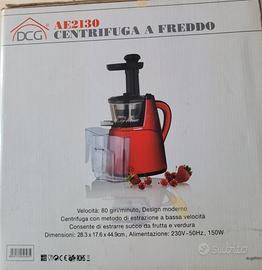 DCG
AE2130
CENTRIFUGA A FREDDO
Velocità: 80 giri/minuto, Design moderno
Centrifuga con metodo di estrazione a bassa velocità
Consente di estrarre succo da frutta e verdura
Dimensioni: 28.3 x 17.6 x 44.9cm, Alimentazione: 230V~50Hz, 150W
subito